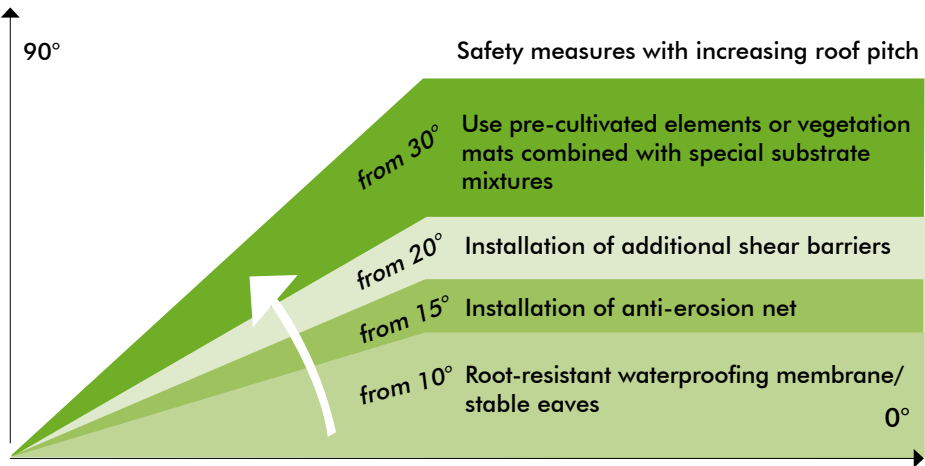 90°
Safety measures with increasing roof pitch
from 30°
Use pre-cultivated elements or vegetation
mats combined with special substrate
mixtures
from 20°
Installation of additional shear barriers
from 15°
Installation of anti-erosion net
from 10°
Root-resistant waterproofing membrane/
stable eaves
0°